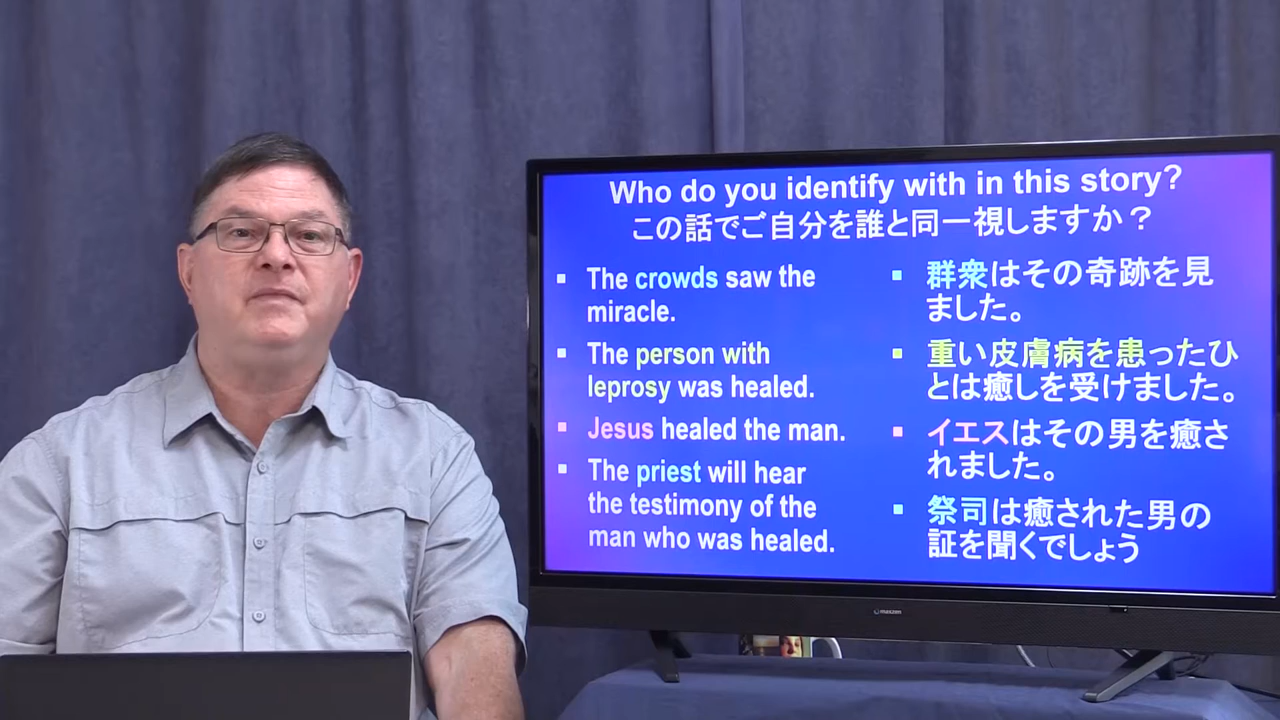 Who do you identify with in this story?
この話でご自分を誰と同一視しますか？
▪ The crowds saw the
miracle.
▪ The person with
leprosy was healed.
▪ Jesus healed the man.
▪ The priest will hear
the testimony of the
man who was healed.
▪ 群衆はその奇跡を見
ました。
▪ 重い皮膚病を患ったひ
とは癒しを受けました。
▪ イエスはその男を癒さ
れました。
▪ 祭司は癒された男の
証を聞くでしょう
maxzen